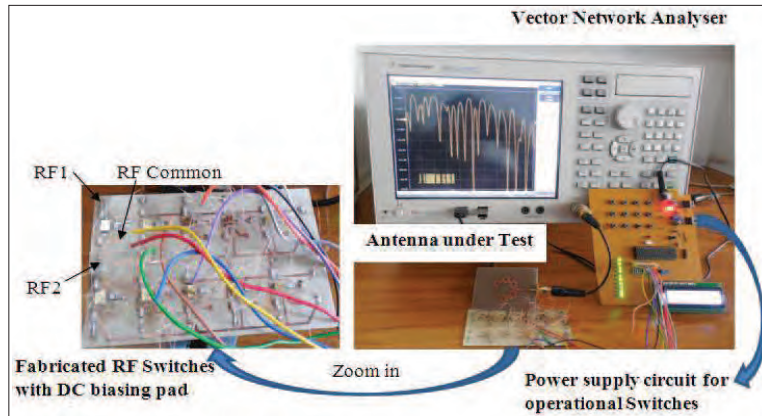 Vector Network Analyser
RF1
RF Common
RF2
Antenna under Test
Fabricated RF Switches
with DC biasing pad
Zoom in
Power supply circuit for
operational Switches